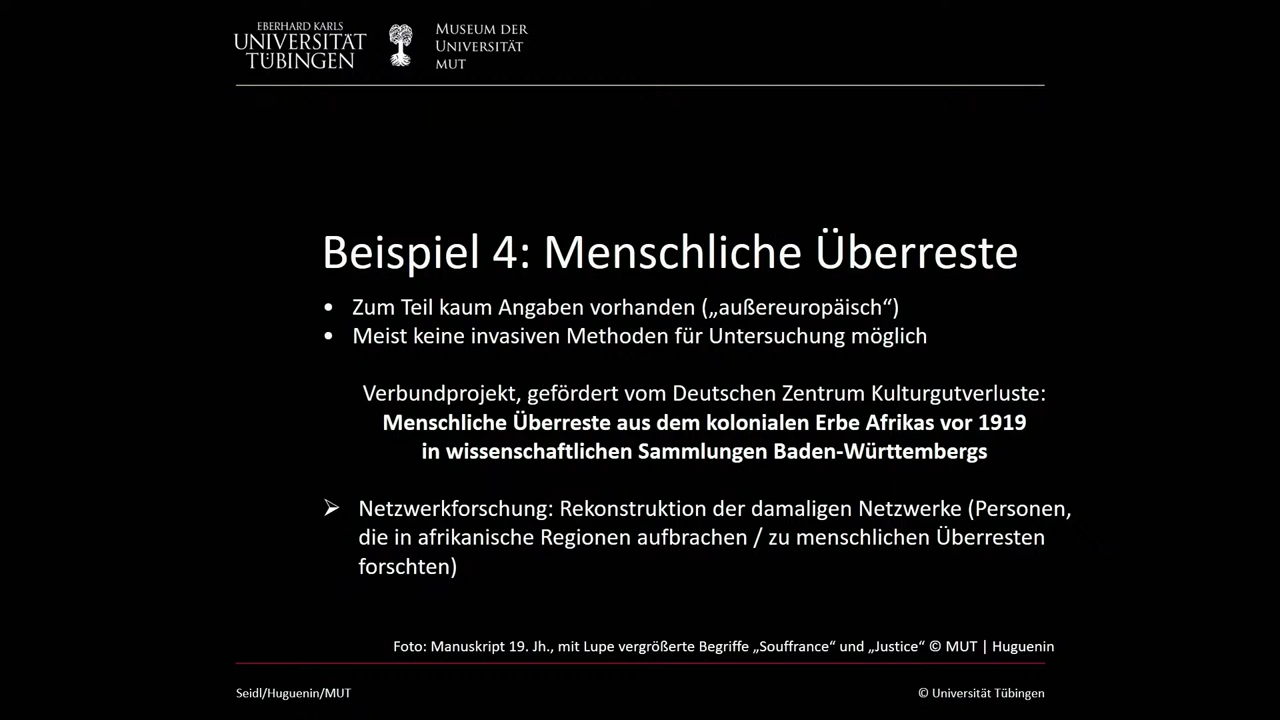 EBERHARD KARLS
UNIVERSITÄT
TÜBINGEN
MUSEUM DER
UNIVERSITÄT
MUT
Beispiel 4: Menschliche Überreste
• Zum Teil kaum Angaben vorhanden („außereuropäisch“)
• Meist keine invasiven Methoden für Untersuchung möglich
Verbundprojekt, gefördert vom Deutschen Zentrum Kulturgutverluste:
Menschliche Überreste aus dem kolonialen Erbe Afrikas vor 1919
in wissenschaftlichen Sammlungen Baden-Württembergs
➢ Netzwerkforschung: Rekonstruktion der damaligen Netzwerke (Personen,
die in afrikanische Regionen aufbrachen / zu menschlichen Überresten
forschten)
Foto: Manuskript 19. Jh., mit Lupe vergrößerte Begriffe „Souffrance“ und „Justice“ © MUT | Huguenin
Seidl/Huguenin/MUT
© Universität Tübingen